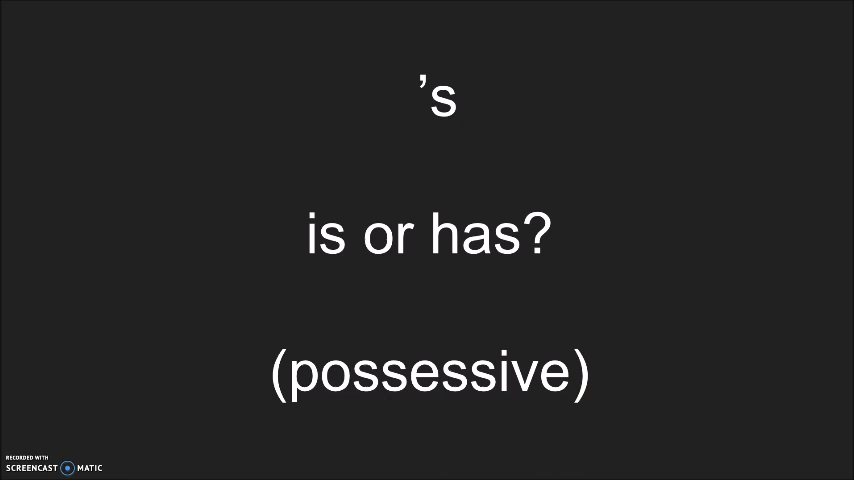 ’s
is or has?
(possessive)
RECORDED WITH
SCREENCAST MATIC